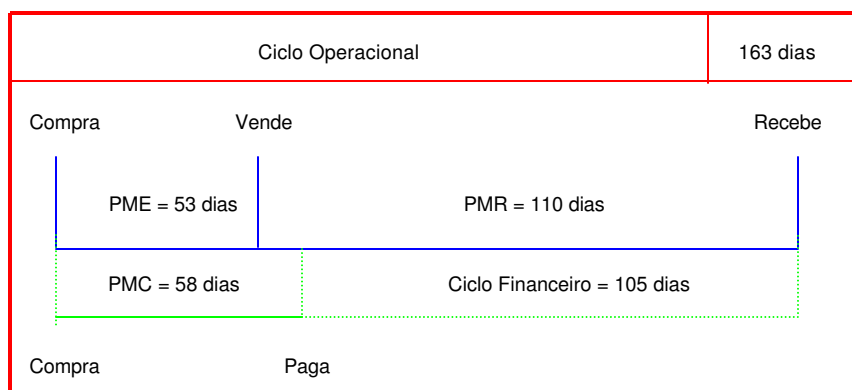 Ciclo Operacional 163 dias
Compra Vende Recebe
PME = 53 dias PMR = 110 dias
PMC = 58 dias Ciclo Financeiro = 105 dias
Compra Paga